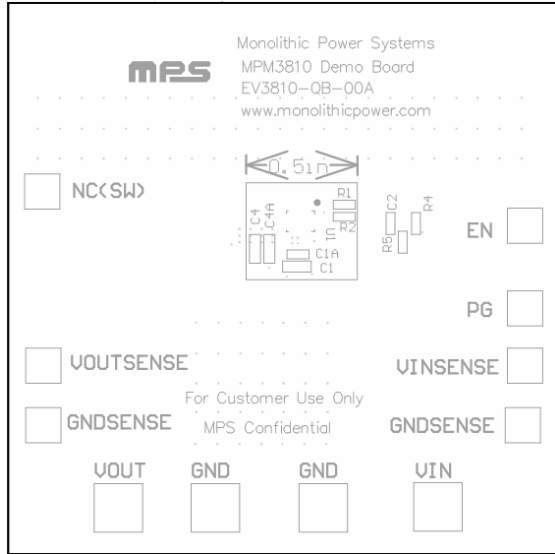 Monolithic Power Systems
mps
MPM3810 Demo Board
EV3810-QB-00A
www.monolithicpower.com
0.5in
NC(SW)
R1
C4
C4A
R2
U1
C2
R4
R5
C1A
C1
EN
PG
VOUTSENSE
VINSENSE
For Customer Use Only
GNDSENSE
MPS Confidential
GNDSENSE
VOUT
GND
GND
VIN